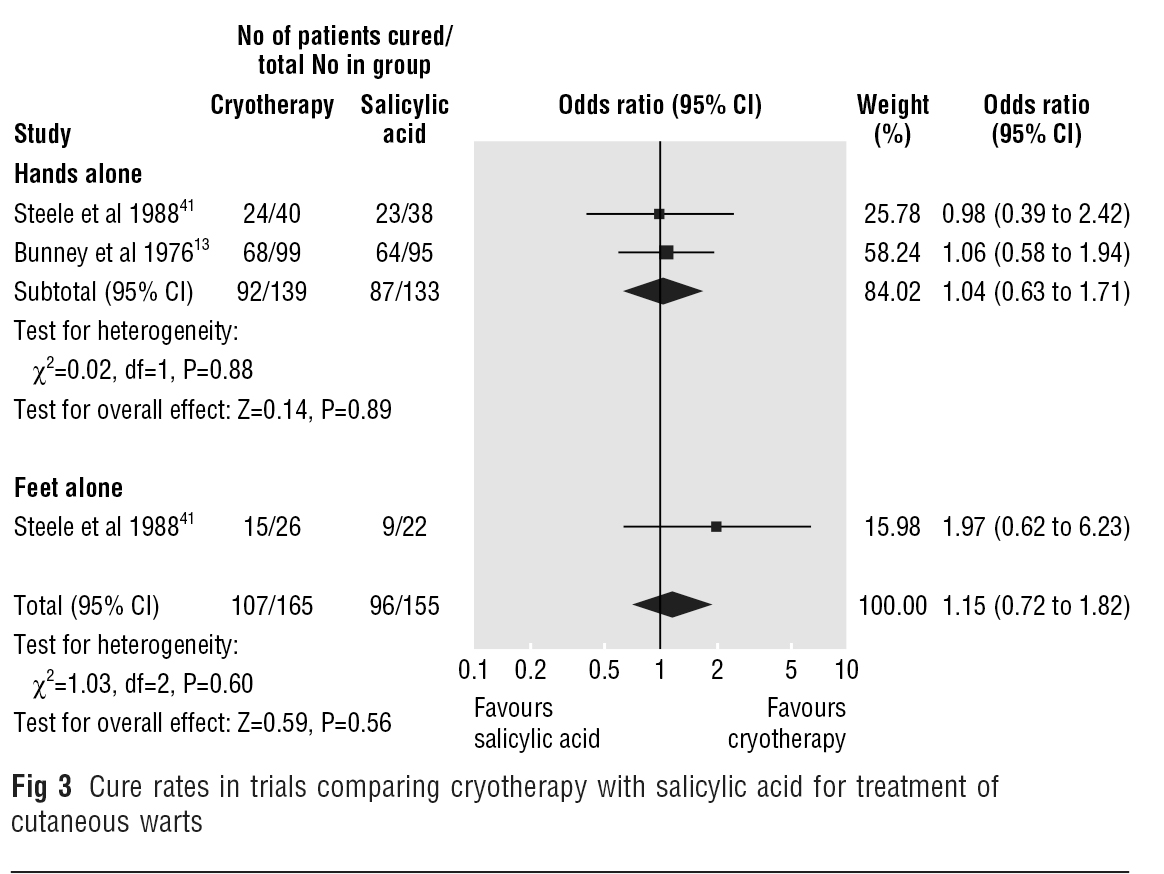 No of patients cured/
total No in group
Cryotherapy Salicylic Odds ratio (95% CI) Weight Odds ratio
Study acid (%) (95% CI)
Hands alone
Steele et al 1988⁴¹ 24/40 23/38 25.78 0.98 (0.39 to 2.42)
Bunney et al 1976¹³ 68/99 64/95 58.24 1.06 (0.58 to 1.94)
Subtotal (95% CI) 92/139 87/133 84.02 1.04 (0.63 to 1.71)
Test for heterogeneity:
χ²=0.02, df=1, P=0.88
Test for overall effect: Z=0.14, P=0.89
Feet alone
Steele et al 1988⁴¹ 15/26 9/22 15.98 1.97 (0.62 to 6.23)
Total (95% CI) 107/165 96/155 100.00 1.15 (0.72 to 1.82)
Test for heterogeneity:
χ²=1.03, df=2, P=0.60
Test for overall effect: Z=0.59, P=0.56
0.1 0.2 0.5 1 2 5 10
Favours Favours
salicylic acid cryotherapy
Fig 3 Cure rates in trials comparing cryotherapy with salicylic acid for treatment of
cutaneous warts